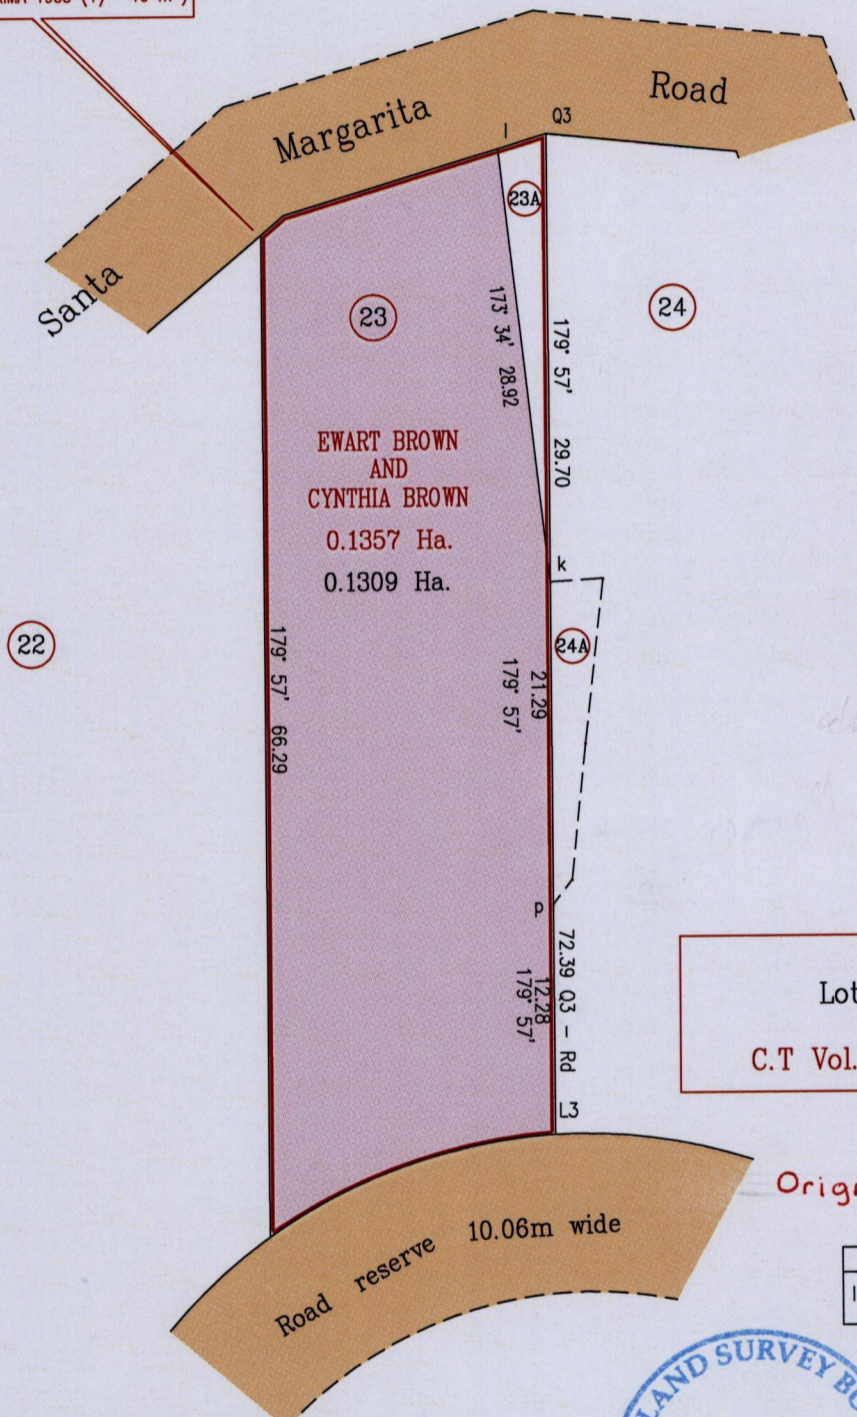 Road
Q3
Margarita
l
23A
Santa
23
24
173° 34' 28.92
179° 57' 29.70
EWART BROWN
AND
CYNTHIA BROWN
0.1357 Ha.
0.1309 Ha.
k
22
24A
179° 57' 66.29
21.29
179° 57'
p
72.39 Q3 - Rd
12.28
179° 57'
Lot
C.T Vol.
L3
Road reserve 10.06m wide
LAND SURVEY